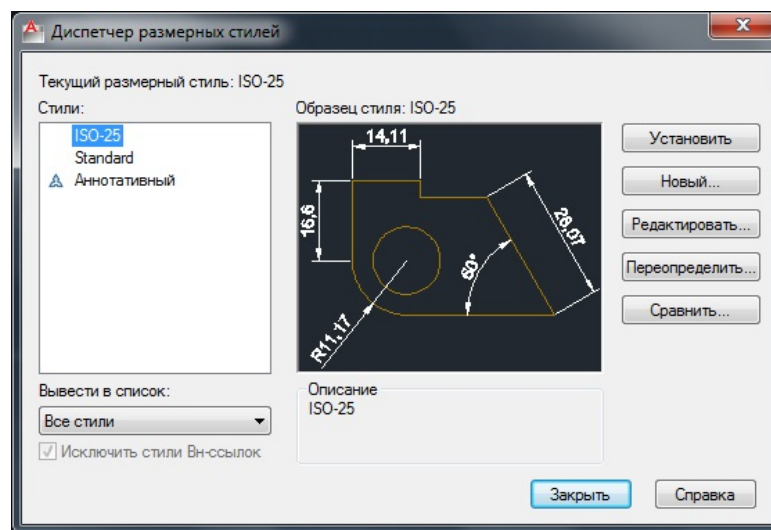 Диспетчер размерных стилей
Текущий размерный стиль: ISO-25
Стили:
ISO-25
Standard
Аннотативный
Образец стиля: ISO-25
14,11
16,6
28,07
60°
R11,17
Установить
Новый...
Редактировать...
Переопределить...
Сравнить...
Вывести в список:
Все стили
Исключить стили Вн-ссылок
Описание
ISO-25
Закрыть
Справка